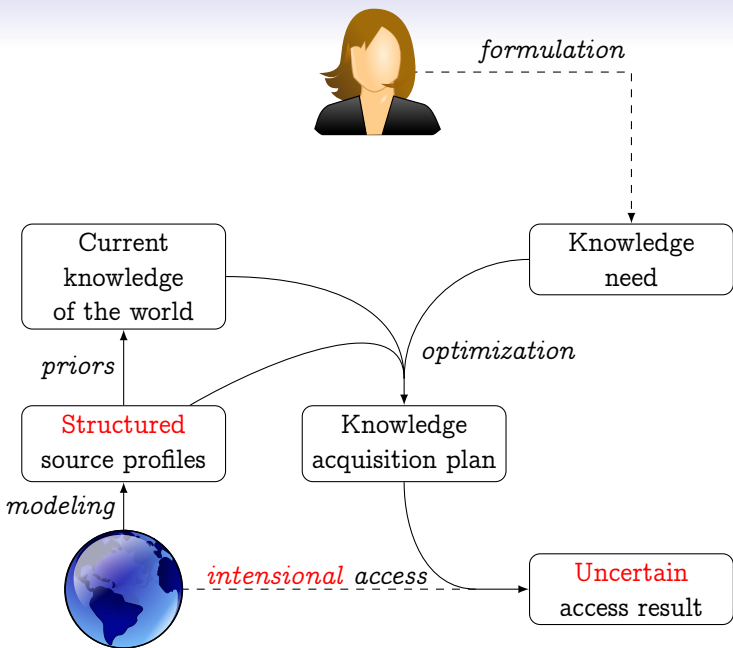 formulation
Current
knowledge
of the world
Knowledge
need
priors
optimization
Structured
source profiles
Knowledge
acquisition plan
modeling
intensional access
Uncertain
access result